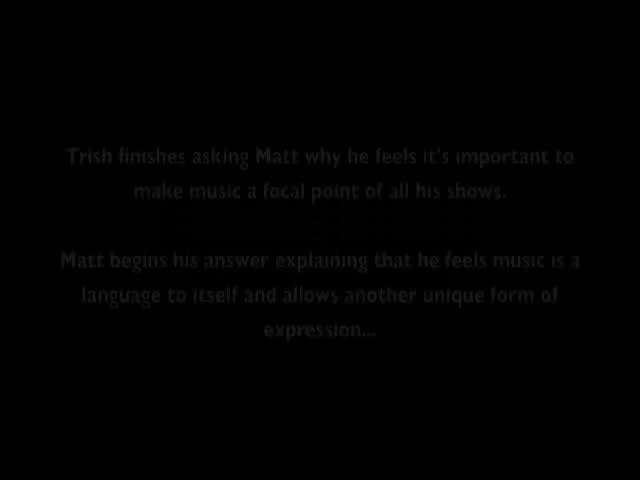 Trish finishes asking Matt why he feels it's important to
make music a focal point of all his shows.
Matt begins his answer explaining that he feels music is a
language to itself and allows another unique form of
expression...